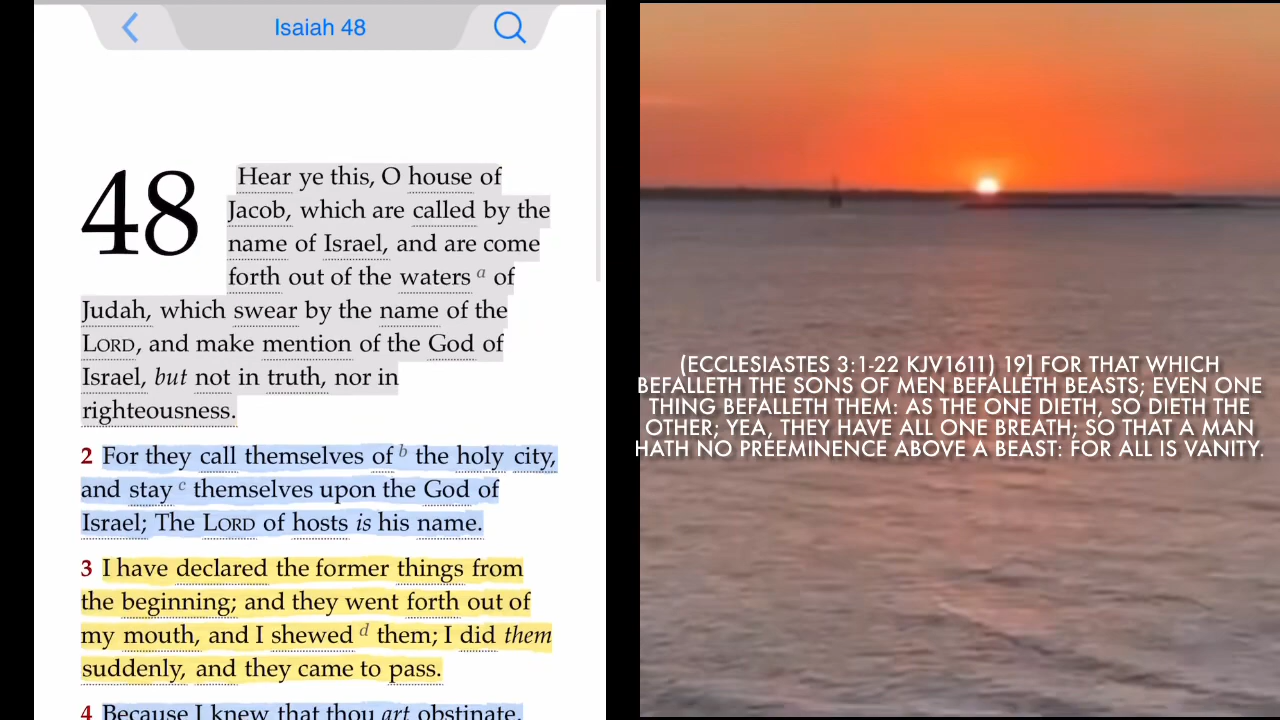 Isaiah 48
48
Hear ye this, O house of
Jacob, which are called by the
name of Israel, and are come
forth out of the waters a of
Judah, which swear by the name of the
LORD, and make mention of the God of
Israel, but not in truth, nor in
righteousness.
2 For they call themselves of b the holy city,
and stay c themselves upon the God of
Israel; The LORD of hosts is his name.
3 I have declared the former things from
the beginning; and they went forth out of
my mouth, and I shewed d them; I did them
suddenly, and they came to pass.
4 Because I knew that thou art obstinate,
(ECCLESIASTES 3:1-22 KJV1611) 19] FOR THAT WHICH
BEFALLETH THE SONS OF MEN BEFALLETH BEASTS; EVEN ONE
THING BEFALLETH THEM: AS THE ONE DIETH, SO DIETH THE
OTHER; YEA, THEY HAVE ALL ONE BREATH; SO THAT A MAN
HATH NO PREEMINENCE ABOVE A BEAST: FOR ALL IS VANITY.